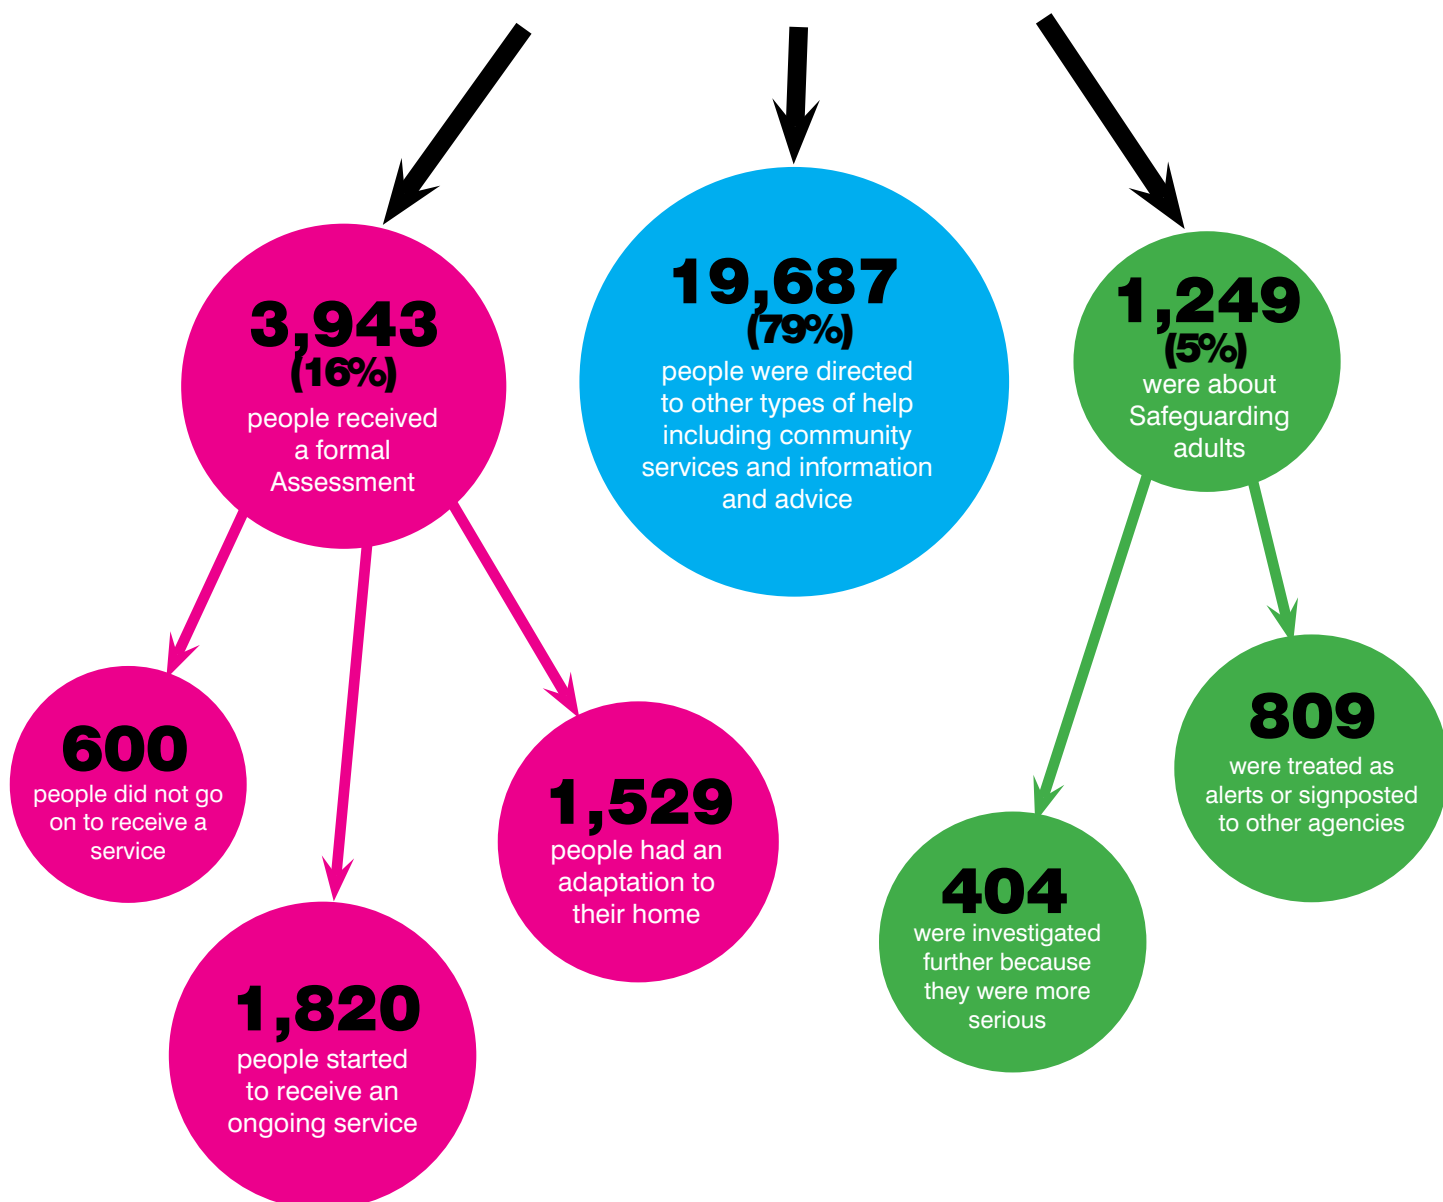 3,943
(16%)
people received
a formal
Assessment
19,687
(79%)
people were directed
to other types of help
including community
services and information
and advice
1,249
(5%)
were about
Safeguarding
adults
600
people did not go
on to receive a
service
1,820
people started
to receive an
ongoing service
1,529
people had an
adaptation to
their home
404
were investigated
further because
they were more
serious
809
were treated as
alerts or signposted
to other agencies